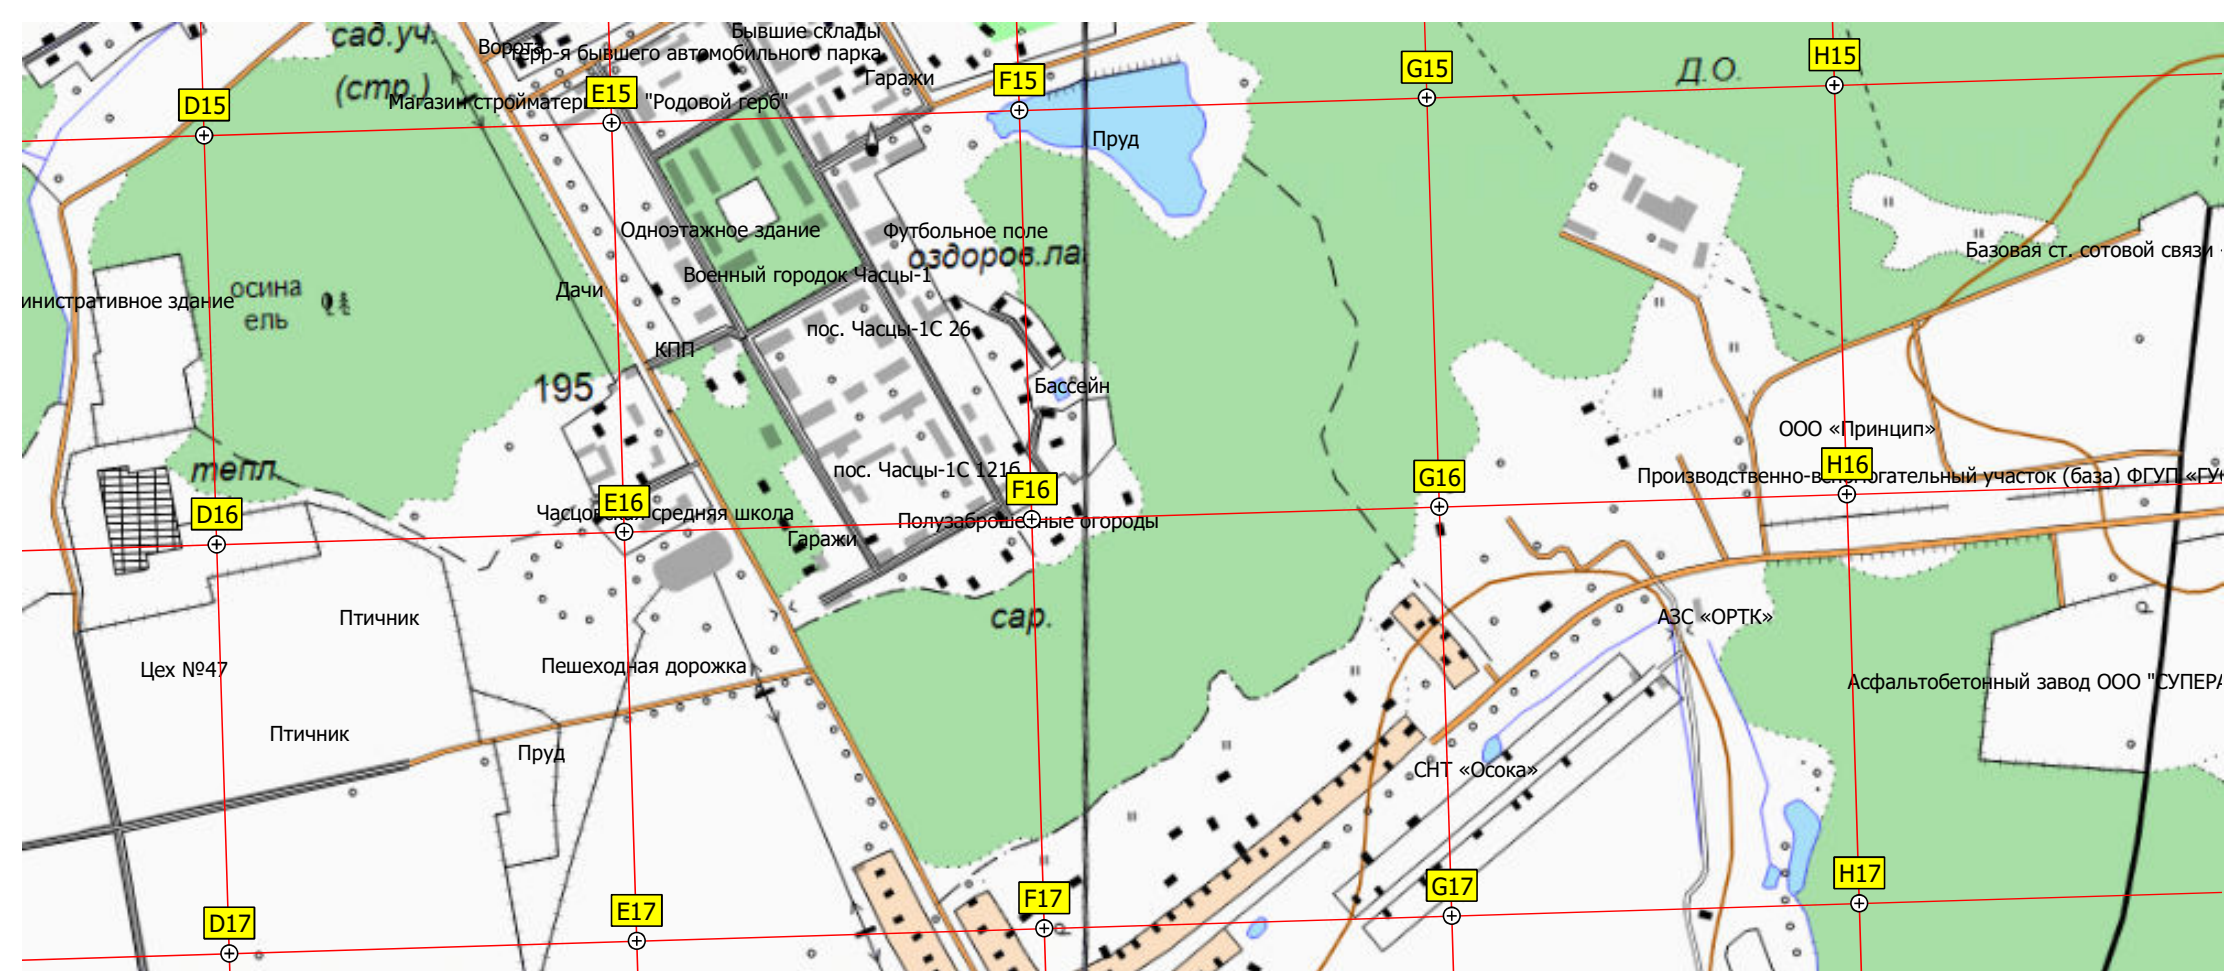 сад.уч.
(стр.)
Ворота
Бывшие склады
терр-я бывшего автомобильного парка
Гаражи
Магазин "Родовой герб"
D15
E15
F15
G15
H15
Д.О.
Пруд
Одноэтажное здание
Футбольное поле
оздоров.ла
Военный городок Часцы-1
Базовая ст. сотовой связи
здание
осина
ель
Дачи
пос. Часцы-1С 26
КПП
195
Бассейн
ООО «Принцип»
тепл.
пос. Часцы-1С 121б
D16
E16
F16
G16
H16
Производственно-вспомогательный участок (база) ФГУП
средняя школа
Полузаброшенные огороды
Гаражи
Птичник
сар.
АЗС «ОРТК»
Цех №47
Пешеходная дорожка
Асфальтобетонный завод ООО
Птичник
Пруд
СНТ «Осока»
D17
E17
F17
G17
H17